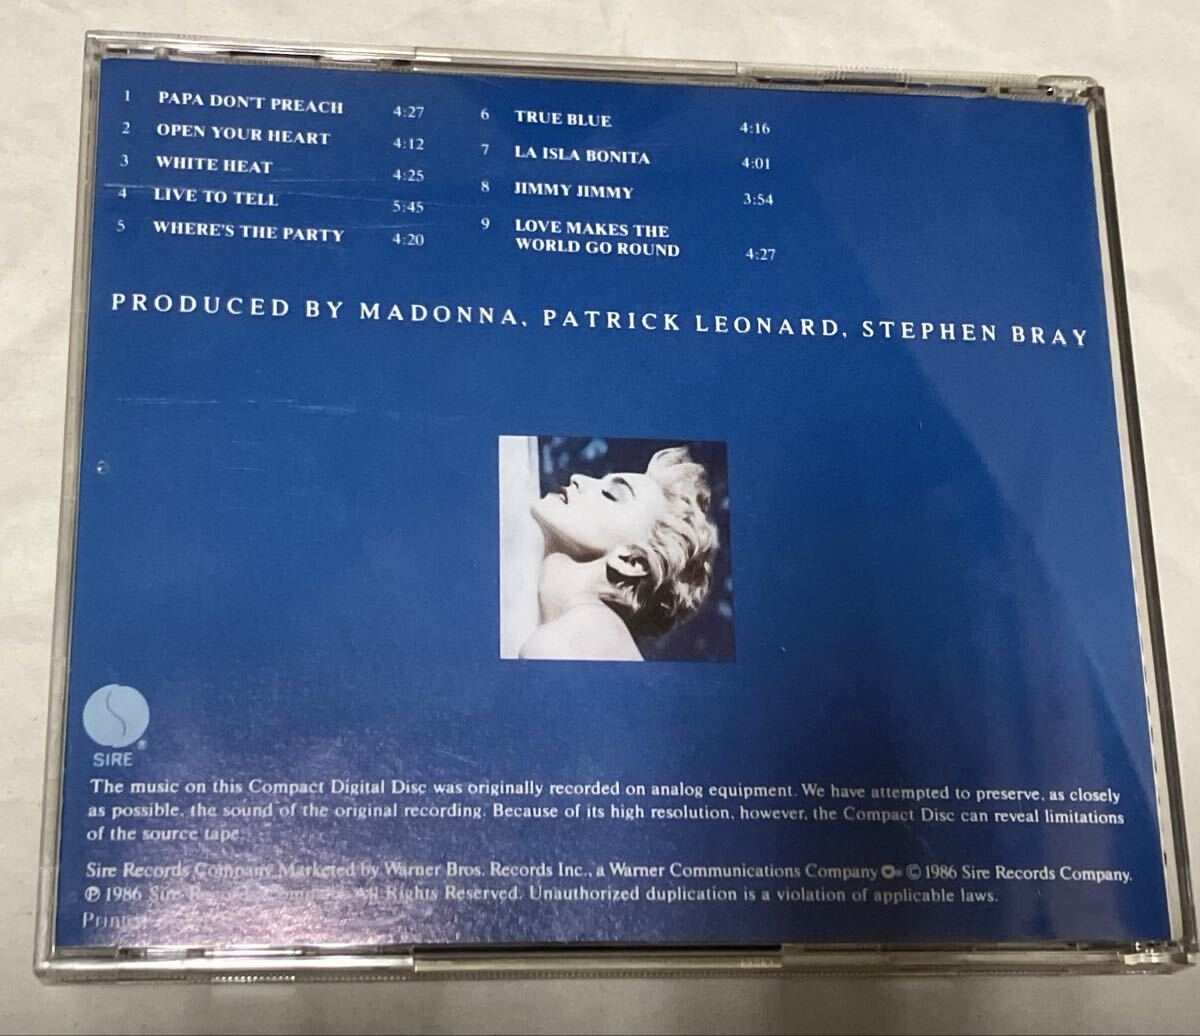 1 PAPA DON'T PREACH 4:27
2 OPEN YOUR HEART 4:12
3 WHITE HEAT 4:25
4 LIVE TO TELL 5:45
5 WHERE'S THE PARTY 4:20
6 TRUE BLUE 4:16
7 LA ISLA BONITA 4:01
8 JIMMY JIMMY 3:54
9 LOVE MAKES THE
WORLD GO ROUND 4:27
PRODUCED BY MADONNA, PATRICK LEONARD, STEPHEN BRAY
SIRE®
The music on this Compact Digital Disc was originally recorded on analog equipment. We have attempted to preserve, as closely
as possible, the sound of the original recording. Because of its high resolution, however, the Compact Disc can reveal limitations
of the source tape.
Sire Records Company Marketed by Warner Bros. Records Inc., a Warner Communications Company © 1986 Sire Records Company.
℗ 1986 Sire Records Company. All Rights Reserved. Unauthorized duplication is a violation of applicable laws.